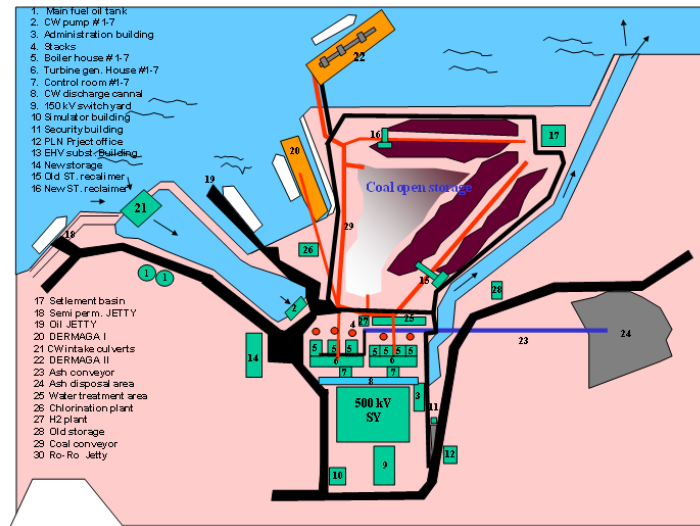 1. Main fuel oil tank
2 CW pump #1-7
3 Administration building
4 Stacks
5. Boiler house #1-7
6. Turbine gen. House #1-7
7. Control room #1-7
8. CW discharge cannal
9. 150 kV switch yard
10 Simulator building
11 Security building
12 PLN Prject office
13 EHV subst. Building
14 New storage
15 Old ST. recalimer
16 New ST. reclaimer
22
17
16
20
Coal open storage
19
21
29
26
18
15
28
1 1
2
4
27
25
17 Setlement basin
18 Semi perm. JETTY
19 Oil JETTY
20 DERMAGA I
21 CW intake culverts
22 DERMAGA II
23 Ash conveyor
24 Ash disposal area
25 Water treatment area
26 Chlorination plant
27 H2 plant
28 Old storage
29 Coal conveyor
30 Ro-Ro Jetty
5 5 5 5 5 5 5
23
24
14
6 6
7 7
8
3
500 kV
SY
11
12
10
9